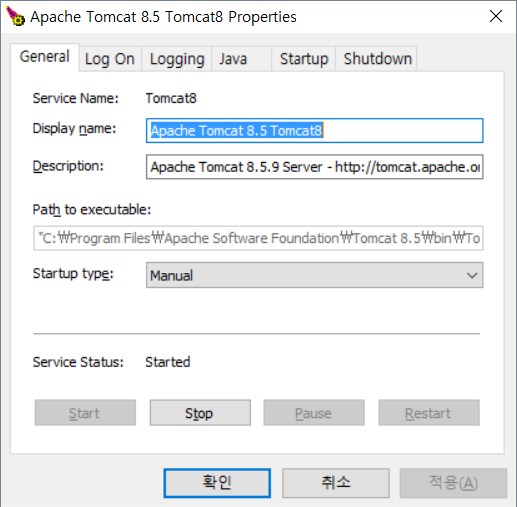 Apache Tomcat 8.5 Tomcat8 Properties
General Log On Logging Java Startup Shutdown
Service Name: Tomcat8
Display name: Apache Tomcat 8.5 Tomcat8
Description: Apache Tomcat 8.5.9 Server - http://tomcat.apache.or
Path to executable:
"C:₩Program Files₩Apache Software Foundation₩Tomcat 8.5₩bin₩To
Startup type: Manual
Service Status: Started
Start Stop Pause Restart
확인 취소 적용(A)